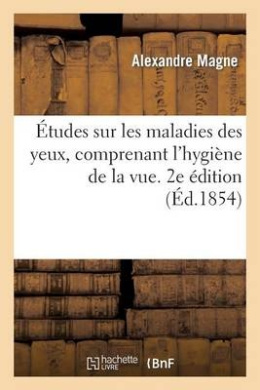 Alexandre Magne
Études sur les maladies des
yeux, comprenant l'hygiène
de la vue. 2e édition
(Éd.1854)
hachette
LIVRE
{BnF